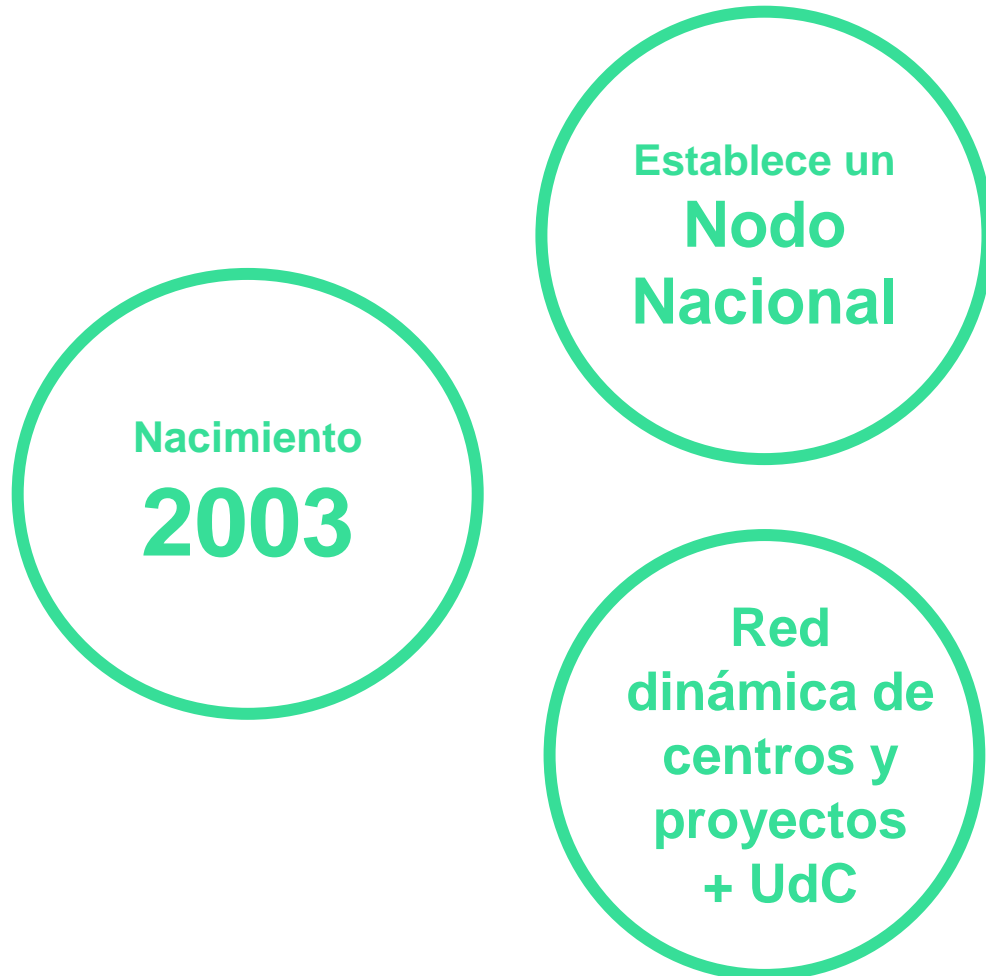 Nacimiento
2003
Establece un
Nodo
Nacional
Red
dinámica de
centros y
proyectos
+ UdC